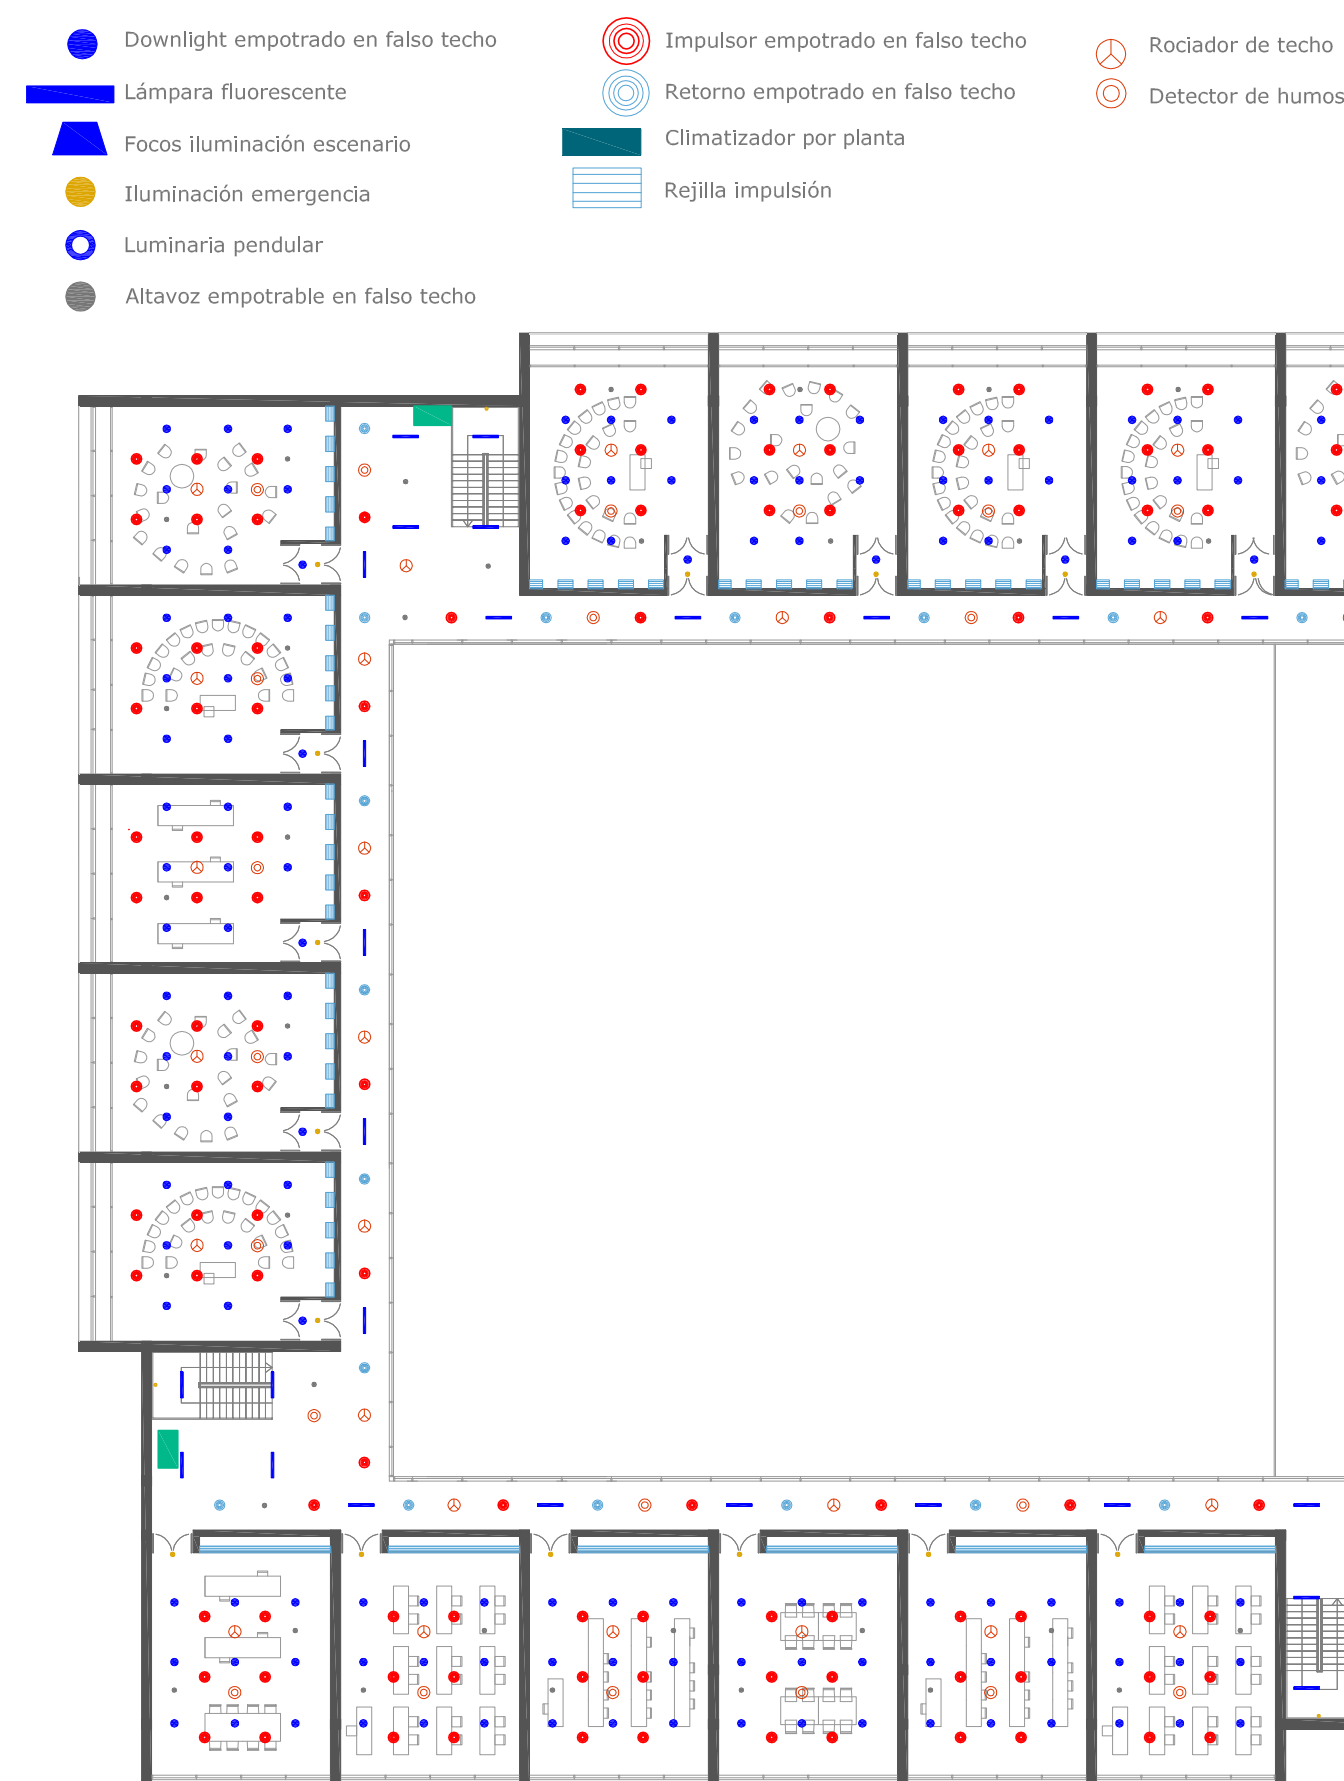 Downlight empotrado en falso techo
Lámpara fluorescente
Focos iluminación escenario
Iluminación emergencia
Luminaria pendular
Altavoz empotrable en falso techo
Impulsor empotrado en falso techo
Retorno empotrado en falso techo
Climatizador por planta
Rejilla impulsión
Rociador de techo
Detector de humos